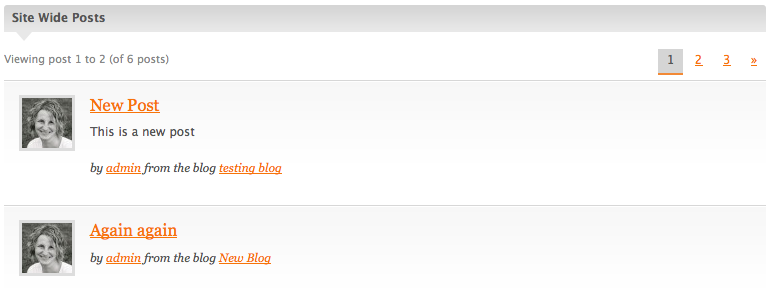 Site Wide Posts
Viewing post 1 to 2 (of 6 posts)
1 2 3 »
New Post
This is a new post
by admin from the blog testing blog
Again again
by admin from the blog New Blog